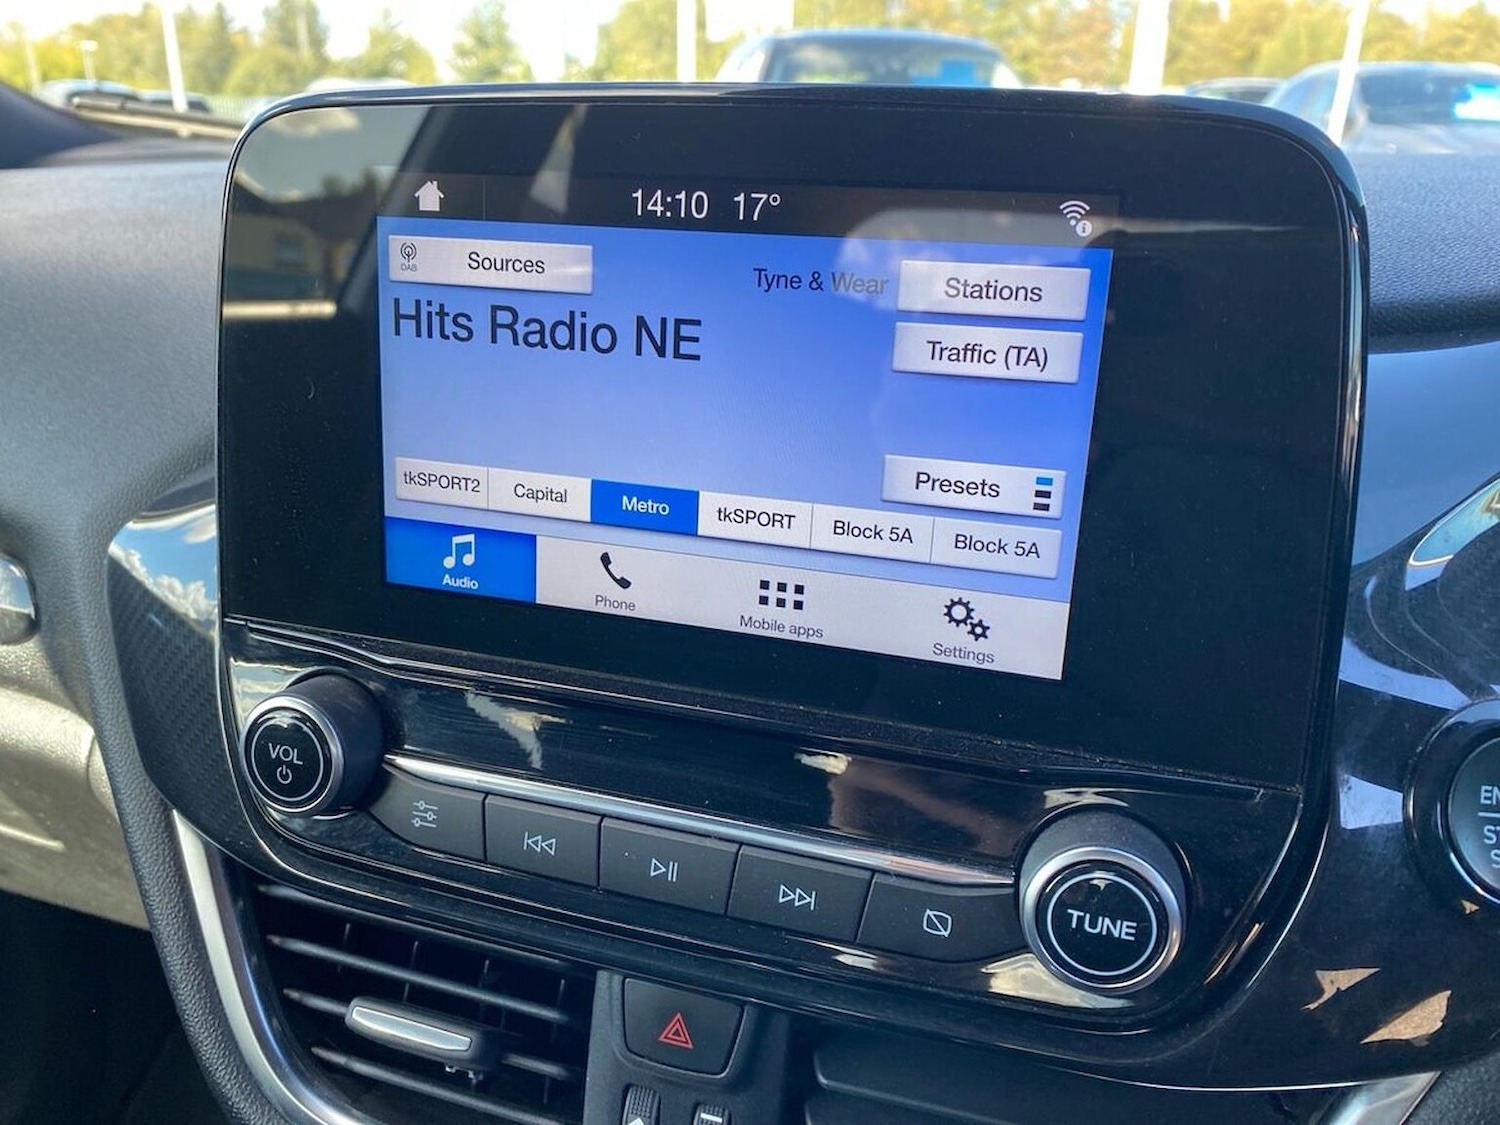 14:10 17°
DAB
Sources
Tyne & Wear
Stations
Hits Radio NE
Traffic (TA)
Presets
tkSPORT2
Capital
Metro
tkSPORT
Block 5A
Block 5A
Audio
Phone
Mobile apps
Settings
VOL
TUNE